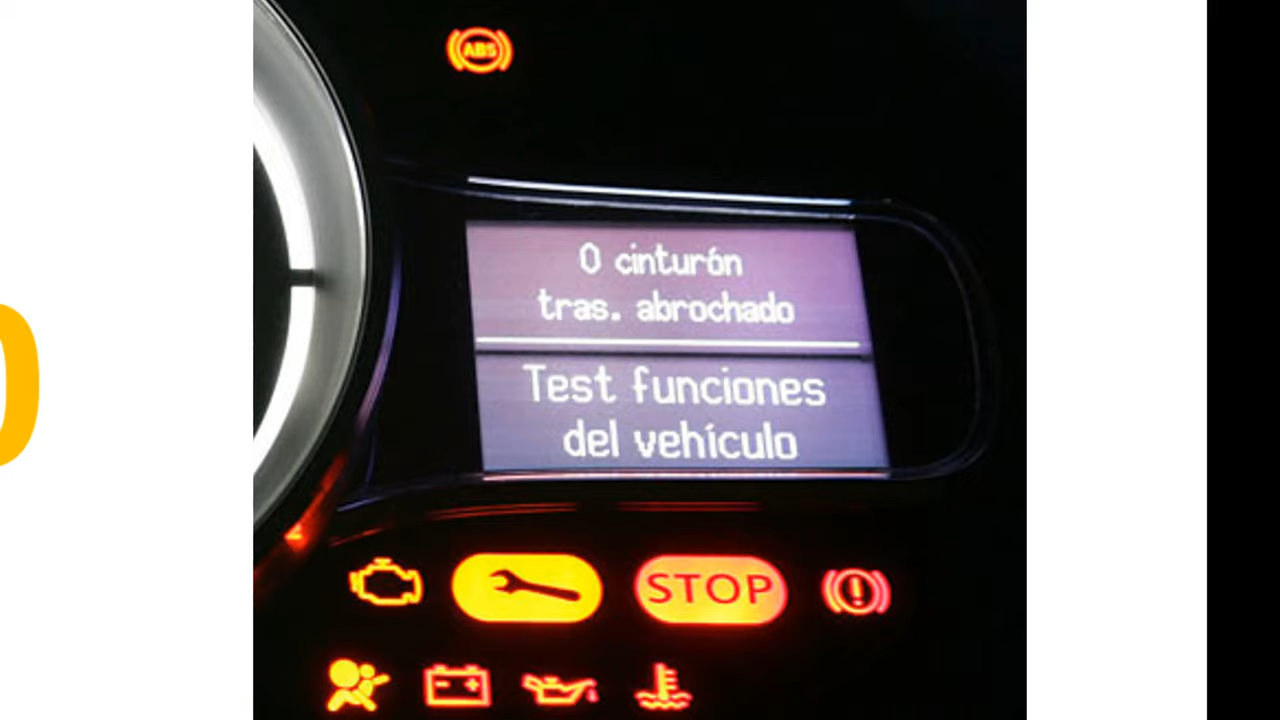 ABS
0 cinturón
tras. abrochado
Test funciones
del vehículo
STOP